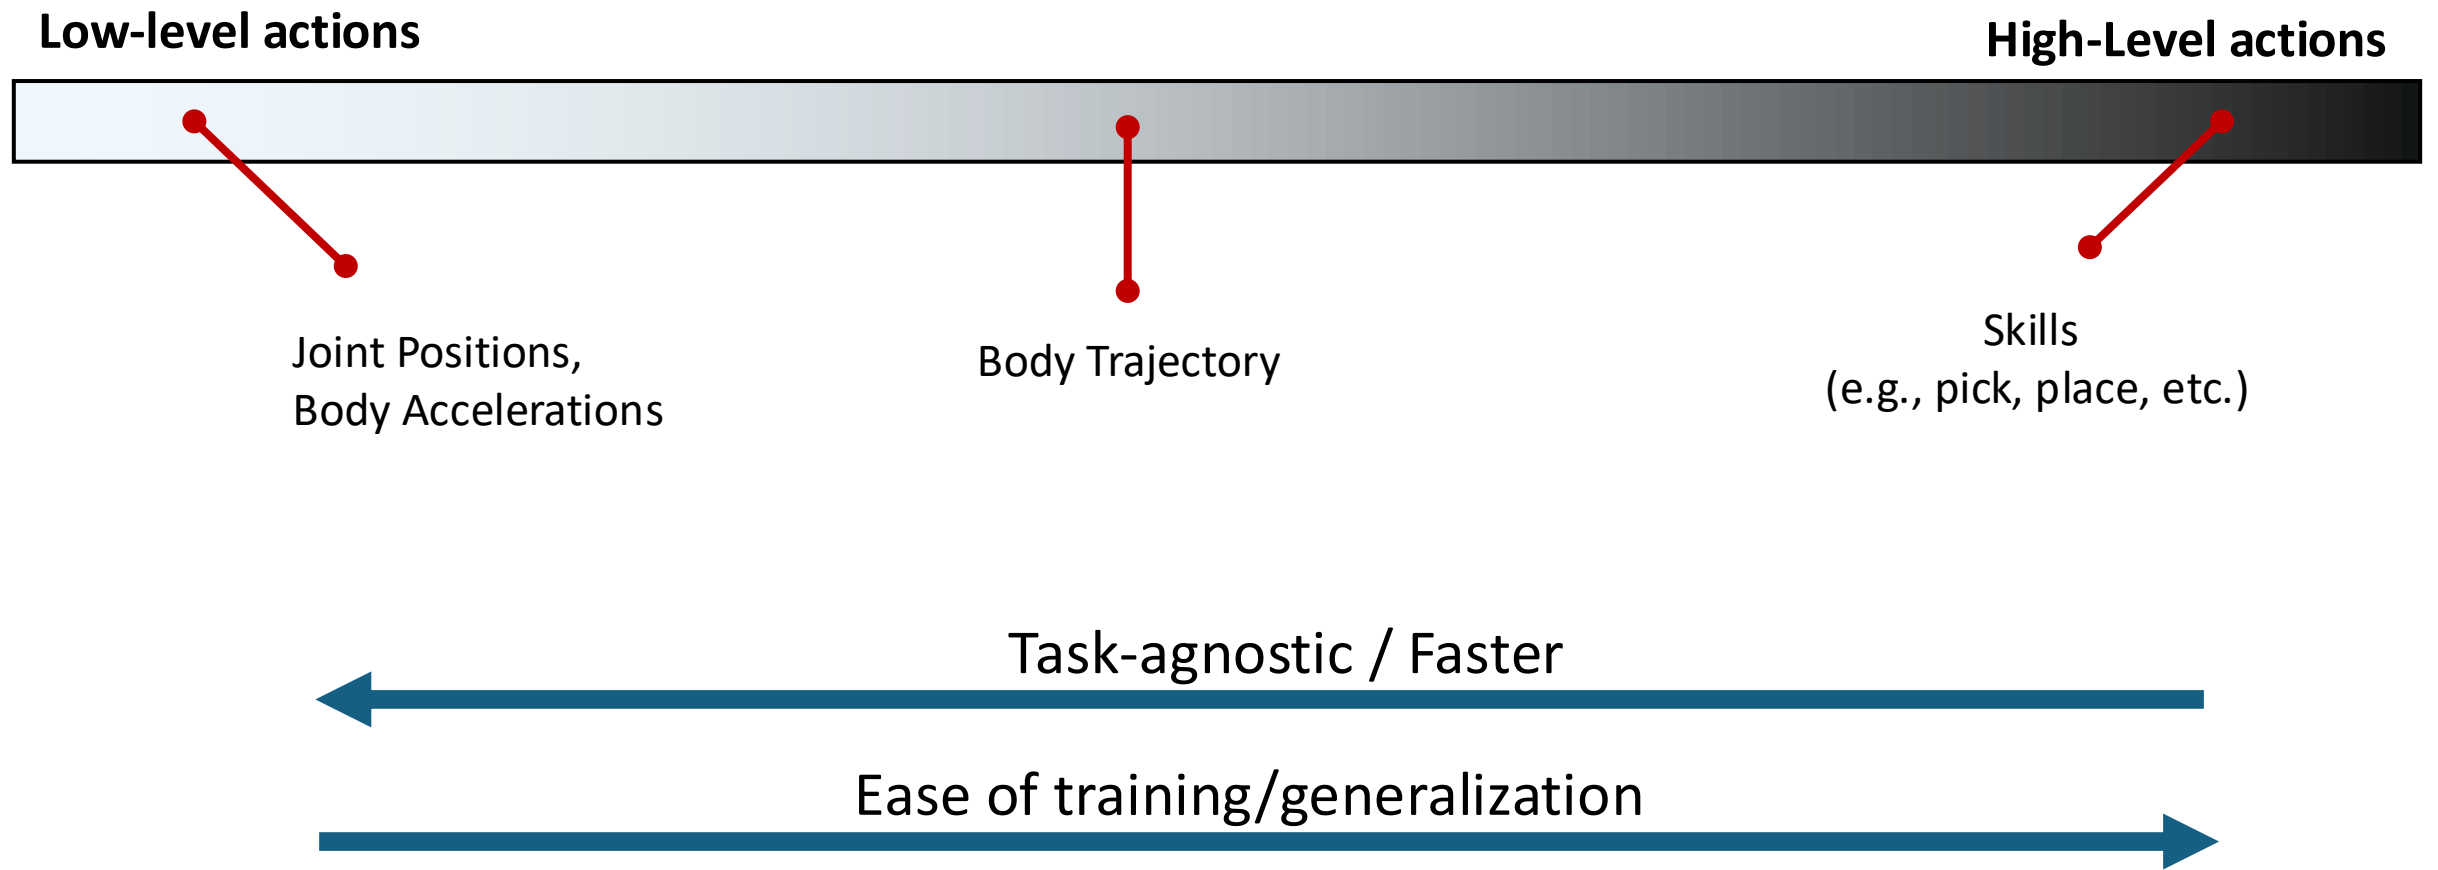 Low-level actions
High-Level actions
Joint Positions,
Body Accelerations
Body Trajectory
Skills
(e.g., pick, place, etc.)
Task-agnostic / Faster
Ease of training/generalization